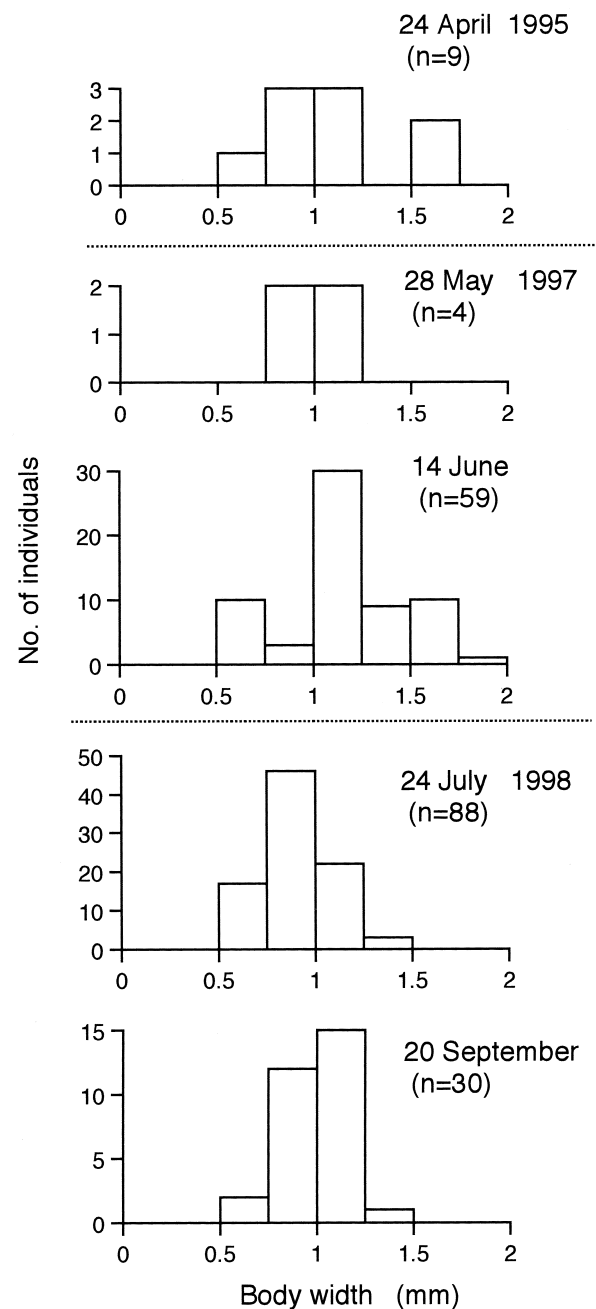 24 April 1995
(n=9)
3
2
1
0
0 0.5 1 1.5 2
28 May 1997
(n=4)
2
1
0
0 0.5 1 1.5 2
No. of individuals
14 June
(n=59)
30
20
10
0
0 0.5 1 1.5 2
24 July 1998
(n=88)
50
40
30
20
10
0
0 0.5 1 1.5 2
20 September
(n=30)
15
10
5
0
0 0.5 1 1.5 2
Body width (mm)